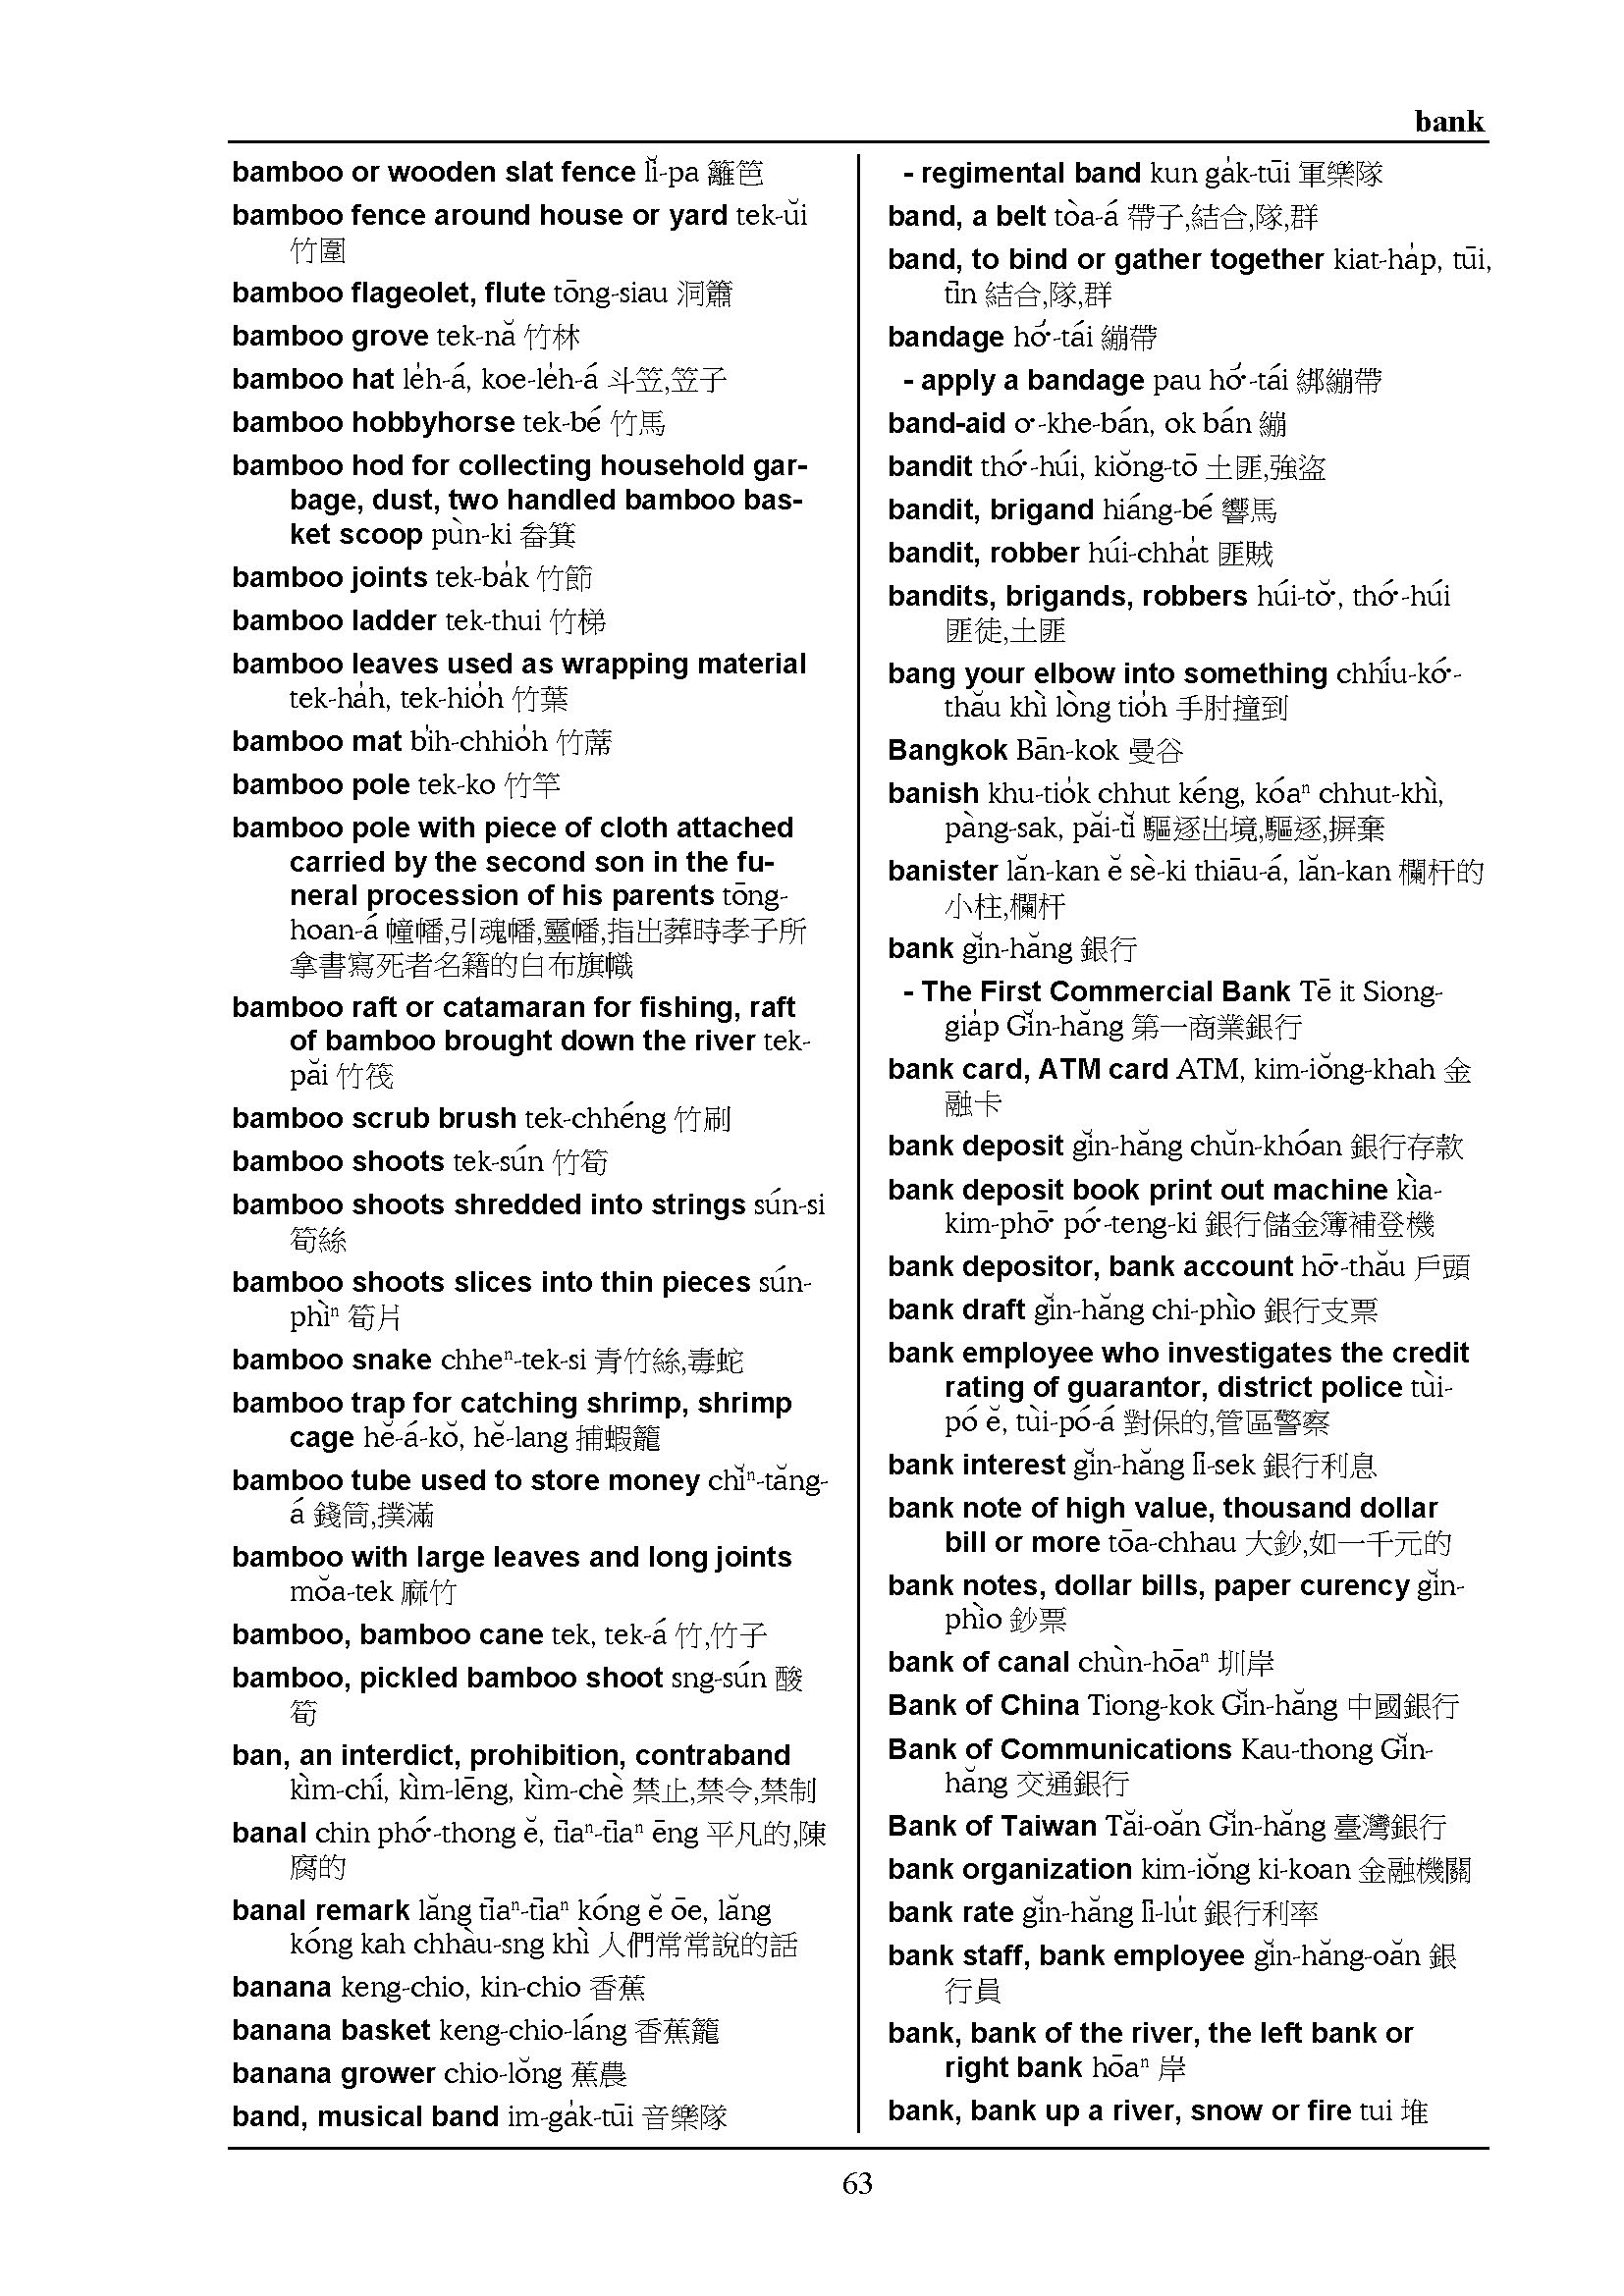 bank
bamboo or wooden slat fence lĭ-pa 籬笆
bamboo fence around house or yard tek-ŭi
竹圍
bamboo flageolet, flute tōng-siau 洞簫
bamboo grove tek-nă 竹林
bamboo hat le̍h-á, koe-le̍h-á 斗笠,笠子
bamboo hobbyhorse tek-bé 竹馬
bamboo hod for collecting household gar-
bage, dust, two handled bamboo bas-
ket scoop pùn-ki 畚箕
bamboo joints tek-ba̍k 竹節
bamboo ladder tek-thui 竹梯
bamboo leaves used as wrapping material
tek-ha̍h, tek-hio̍h 竹葉
bamboo mat bi̍h-chhio̍h 竹蓆
bamboo pole tek-ko 竹竿
bamboo pole with piece of cloth attached
carried by the second son in the fu-
neral procession of his parents tōng-
hoan-á 幢幡,引魂幡,靈幡,指出葬時孝子所
拿書寫死者名籍的白布旗幟
bamboo raft or catamaran for fishing, raft
of bamboo brought down the river tek-
păi 竹筏
bamboo scrub brush tek-chhéng 竹刷
bamboo shoots tek-sún 竹筍
bamboo shoots shredded into strings sún-si
筍絲
bamboo shoots slices into thin pieces sún-
phìⁿ 筍片
bamboo snake chheⁿ-tek-si 青竹絲,毒蛇
bamboo trap for catching shrimp, shrimp
cage hĕ-á-kŏ, hĕ-lang 捕蝦籠
bamboo tube used to store money chĭⁿ-tăng-
á 錢筒,撲滿
bamboo with large leaves and long joints
mŏa-tek 麻竹
bamboo, bamboo cane tek, tek-á 竹,竹子
bamboo, pickled bamboo shoot sng-sún 酸
筍
ban, an interdict, prohibition, contraband
kìm-chí, kìm-lēng, kìm-chè 禁止,禁令,禁制
banal chin phó͘-thong ĕ, tīaⁿ-tīaⁿ ēng 平凡的,陳
腐的
banal remark lăng tīaⁿ-tīaⁿ kóng ĕ ōe, lăng
kóng kah chhàu-sng khì 人們常常說的話
banana keng-chio, kin-chio 香蕉
banana basket keng-chio-láng 香蕉籠
banana grower chio-lŏng 蕉農
band, musical band im-ga̍k-tūi 音樂隊
- regimental band kun ga̍k-tūi 軍樂隊
band, a belt tòa-á 帶子,結合,隊,群
band, to bind or gather together kiat-ha̍p, tūi,
tīn 結合,隊,群
bandage hó͘-tái 繃帶
- apply a bandage pau hó͘-tái 綁繃帶
band-aid o͘-khe-bán, ok bán 繃
bandit thó͘-húi, kiŏng-tō 土匪,強盜
bandit, brigand hiáng-bé 響馬
bandit, robber húi-chha̍t 匪賊
bandits, brigands, robbers húi-tŏ͘, thó͘-húi
匪徒,土匪
bang your elbow into something chhíu-kó͘-
thău khì lòng tio̍h 手肘撞到
Bangkok Bān-kok 曼谷
banish khu-tio̍k chhut kéng, kóaⁿ chhut-khì,
pàng-sak, păi-tĭ 驅逐出境,驅逐,摒棄
banister lăn-kan ĕ sè-ki thiāu-á, lăn-kan 欄杆的
小柱,欄杆
bank gĭn-hăng 銀行
- The First Commercial Bank Tē it Siong-
gia̍p Gĭn-hăng 第一商業銀行
bank card, ATM card ATM, kim-iŏng-khah 金
融卡
bank deposit gĭn-hăng chŭn-khóan 銀行存款
bank deposit book print out machine kìa-
kim-phō͘ pó͘-teng-ki 銀行儲金簿補登機
bank depositor, bank account hō͘-thău 戶頭
bank draft gĭn-hăng chi-phìo 銀行支票
bank employee who investigates the credit
rating of guarantor, district police tùi-
pó ĕ, tùi-pó-á 對保的,管區警察
bank interest gĭn-hăng lī-sek 銀行利息
bank note of high value, thousand dollar
bill or more tōa-chhau 大鈔,如一千元的
bank notes, dollar bills, paper curency gĭn-
phìo 鈔票
bank of canal chùn-hōaⁿ 圳岸
Bank of China Tiong-kok Gĭn-hăng 中國銀行
Bank of Communications Kau-thong Gĭn-
hăng 交通銀行
Bank of Taiwan Tăi-oăn Gĭn-hăng 臺灣銀行
bank organization kim-iŏng ki-koan 金融機關
bank rate gĭn-hăng lī-lu̍t 銀行利率
bank staff, bank employee gĭn-hăng-oăn 銀
行員
bank, bank of the river, the left bank or
right bank hōaⁿ 岸
bank, bank up a river, snow or fire tui 堆
63